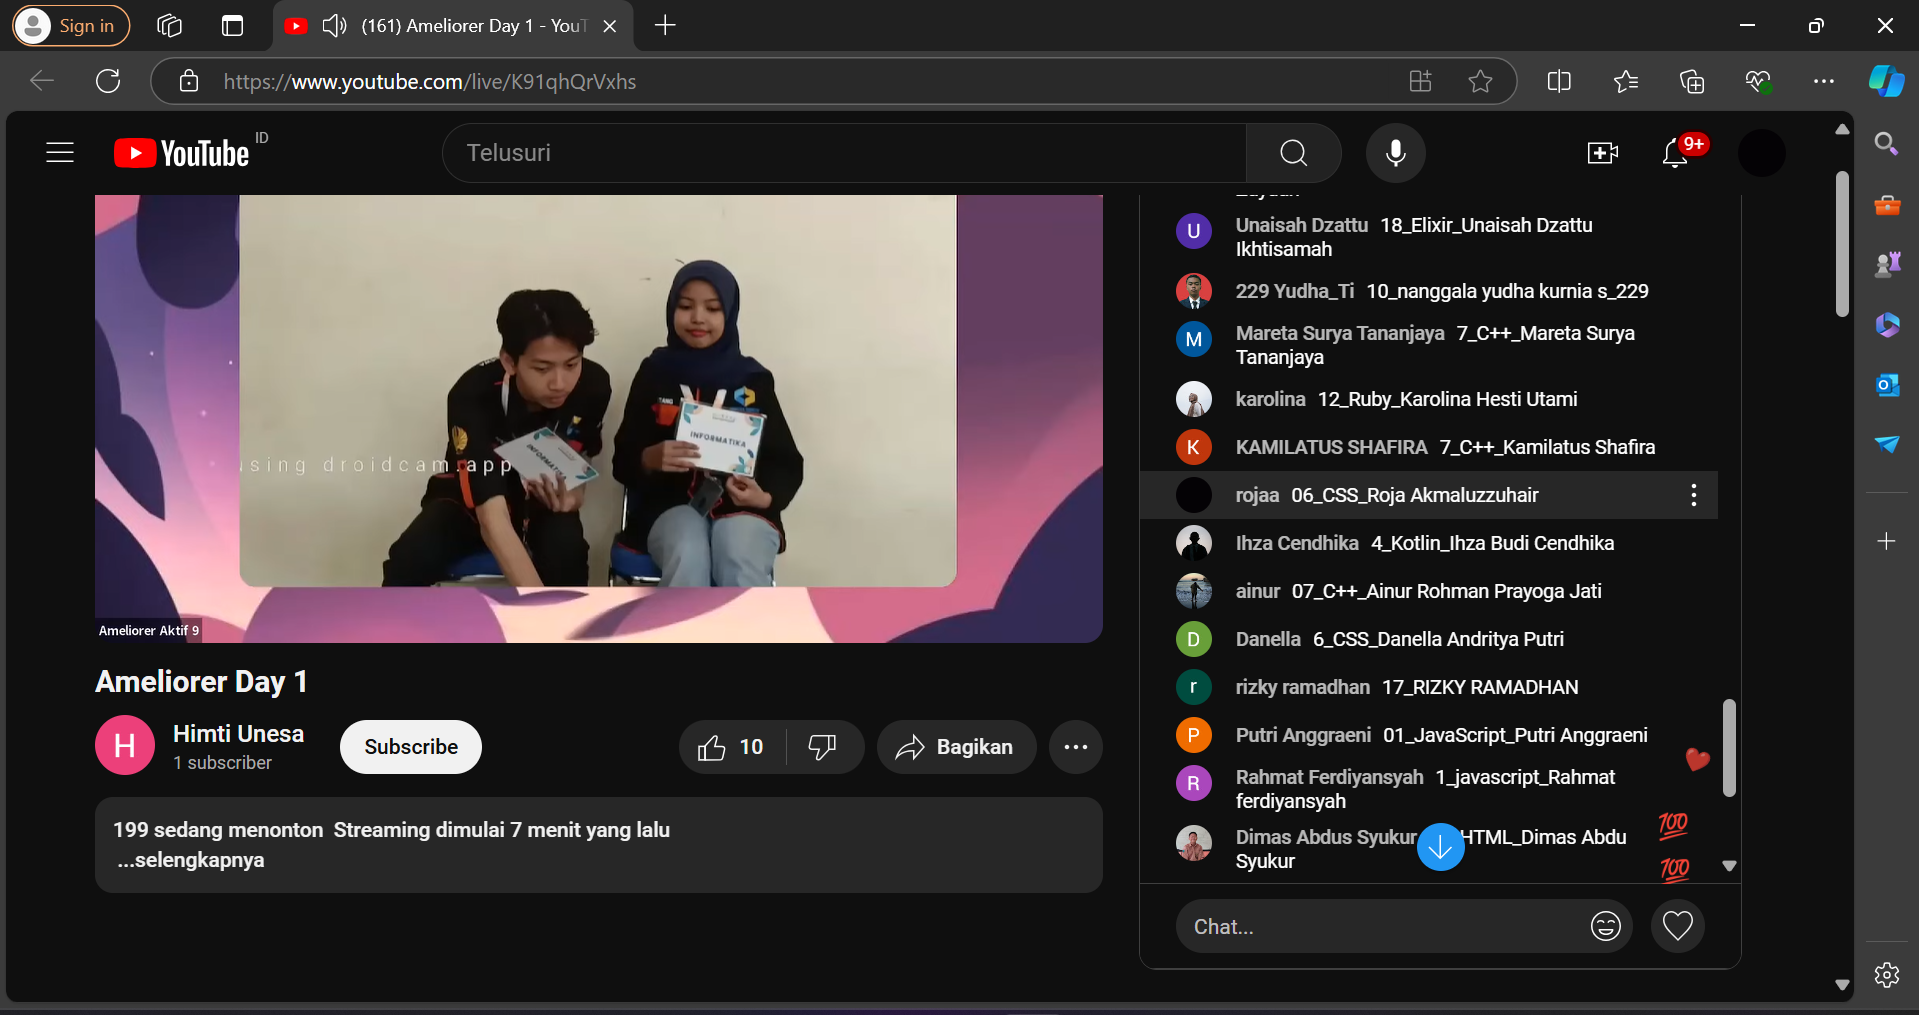 Sign in
(161) Ameliorer Day 1 - YouT
https://www.youtube.com/live/K91qhQrVxhs
YouTube ID
Telusuri
9+
using droidcam.app
INFORMATIKA
INFORMATIKA
Ameliorer Aktif 9
Ameliorer Day 1
H
Himti Unesa
1 subscriber
Subscribe
10
Bagikan
199 sedang menonton Streaming dimulai 7 menit yang lalu
...selengkapnya
U Unaisah Dzattu 18_Elixir_Unaisah Dzattu
Ikhtisamah
229 Yudha_Ti 10_nanggala yudha kurnia s_229
M Mareta Surya Tananjaya 7_C++_Mareta Surya
Tananjaya
karolina 12_Ruby_Karolina Hesti Utami
K KAMILATUS SHAFIRA 7_C++_Kamilatus Shafira
rojaa 06_CSS_Roja Akmaluzzuhair
Ihza Cendhika 4_Kotlin_Ihza Budi Cendhika
ainur 07_C++_Ainur Rohman Prayoga Jati
D Danella 6_CSS_Danella Andritya Putri
r rizky ramadhan 17_RIZKY RAMADHAN
P Putri Anggraeni 01_JavaScript_Putri Anggraeni
R Rahmat Ferdiyansyah 1_javascript_Rahmat
ferdiyansyah
Dimas Abdus Syukur HTML_Dimas Abdu
Syukur
100
100
Chat...